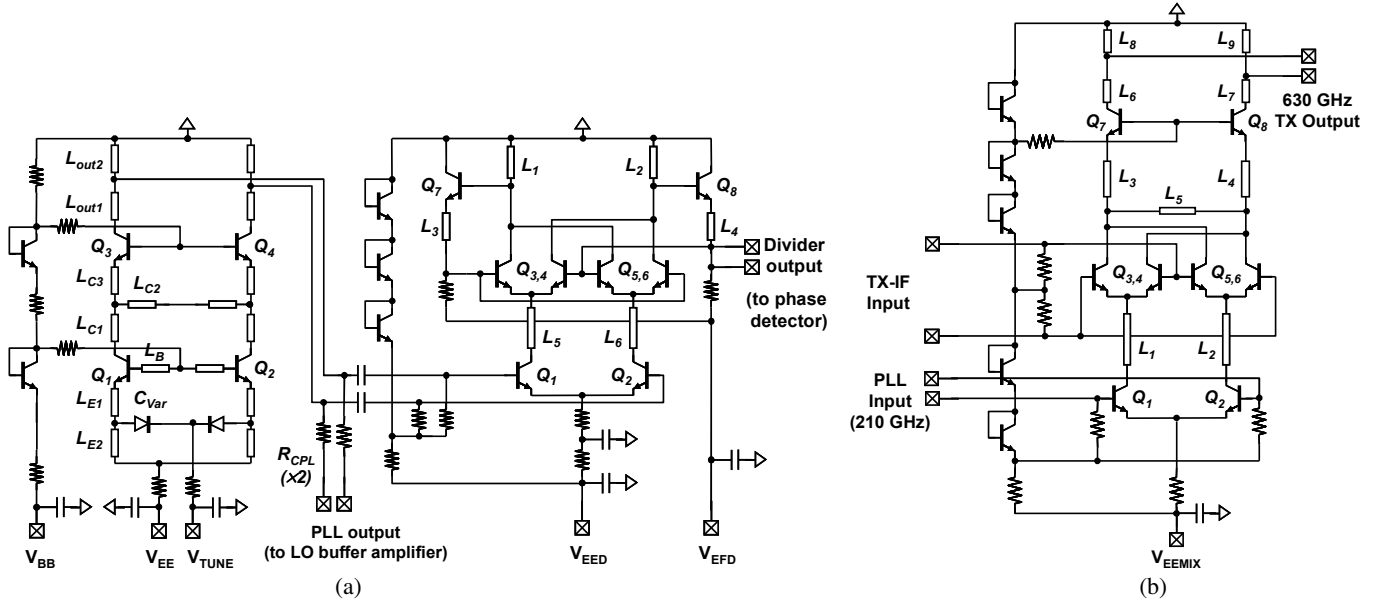 L_out2
L_out1
Q_3
Q_4
L_C3
L_C2
L_C1
L_B
Q_1
Q_2
L_E1
C_Var
L_E2
V_BB
V_EE
V_TUNE
L_1
L_2
Q_7
Q_8
L_3
L_4
Q_3,4
Q_5,6
Divider
output
(to phase
detector)
L_5
L_6
Q_1
Q_2
R_CPL
(×2)
PLL output
(to LO buffer amplifier)
V_EED
V_EFD
(a)
L_8
L_9
L_6
L_7
630 GHz
TX Output
Q_7
Q_8
L_3
L_4
L_5
TX-IF
Input
Q_3,4
Q_5,6
L_1
L_2
PLL
Input
(210 GHz)
Q_1
Q_2
V_EEMIX
(b)